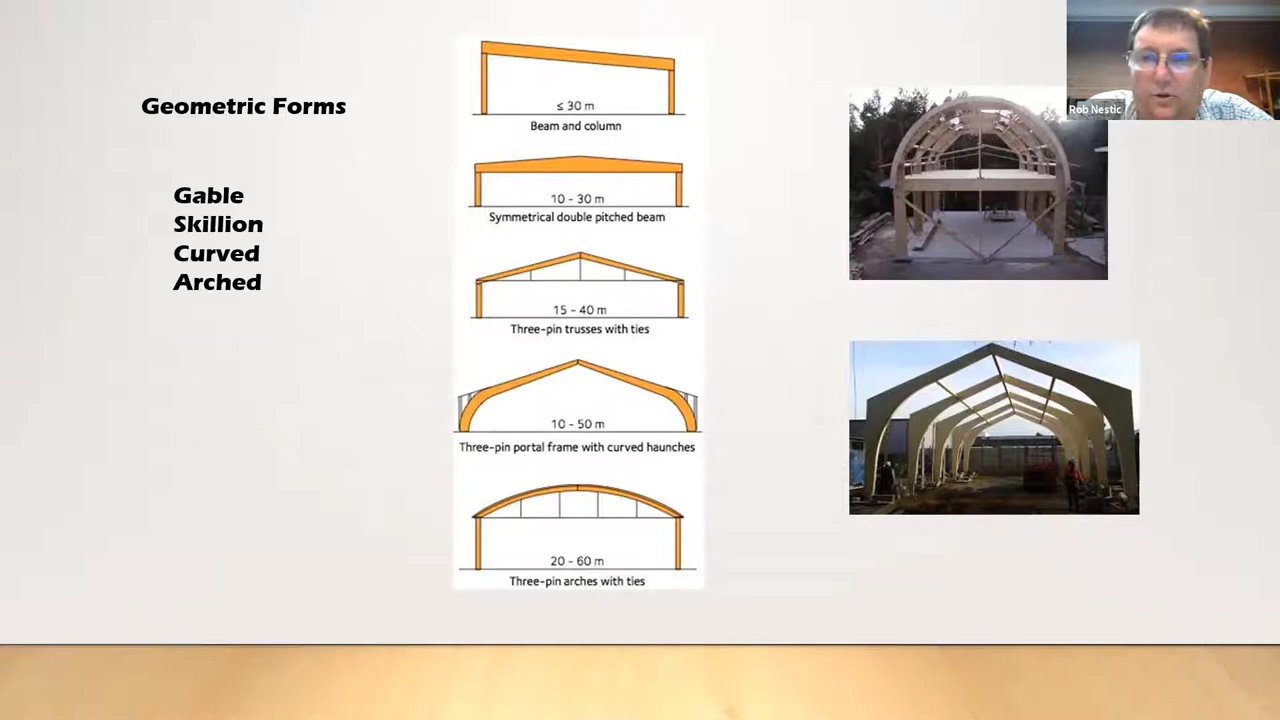 Geometric Forms
Gable
Skillion
Curved
Arched
≤ 30 m
Beam and column
10 – 30 m
Symmetrical double pitched beam
15 – 40 m
Three-pin trusses with ties
10 – 50 m
Three-pin portal frame with curved haunches
20 – 60 m
Three-pin arches with ties
Rob Nestic